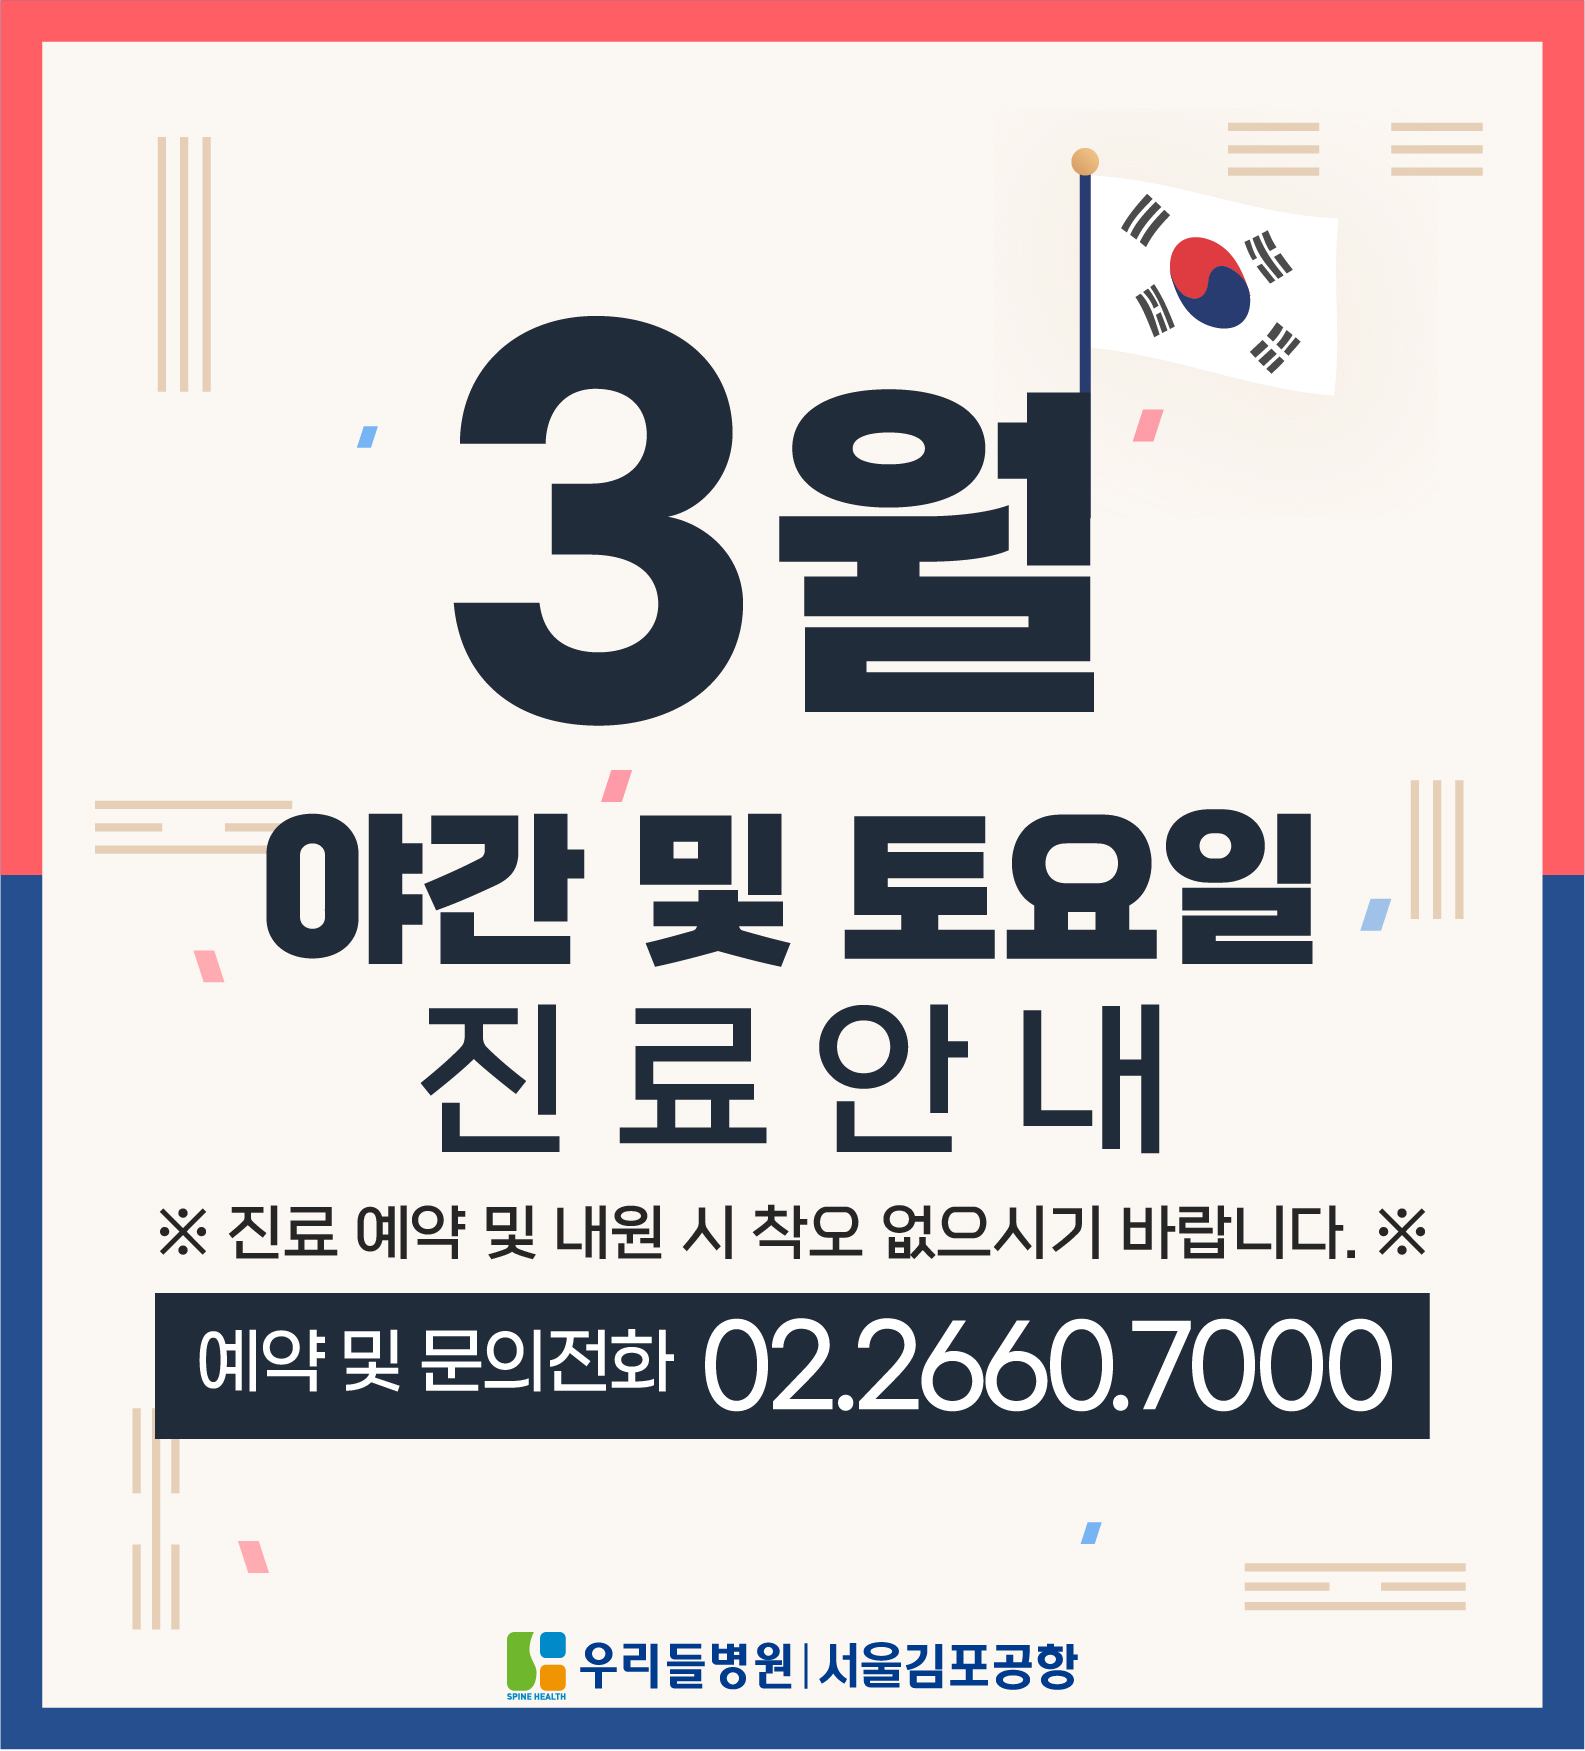 3월
야간 및 토요일
진료안내
※ 진료 예약 및 내원 시 착오 없으시기 바랍니다. ※
예약 및 문의전화 02.2660.7000
SPINE HEALTH 우리들병원|서울김포공항